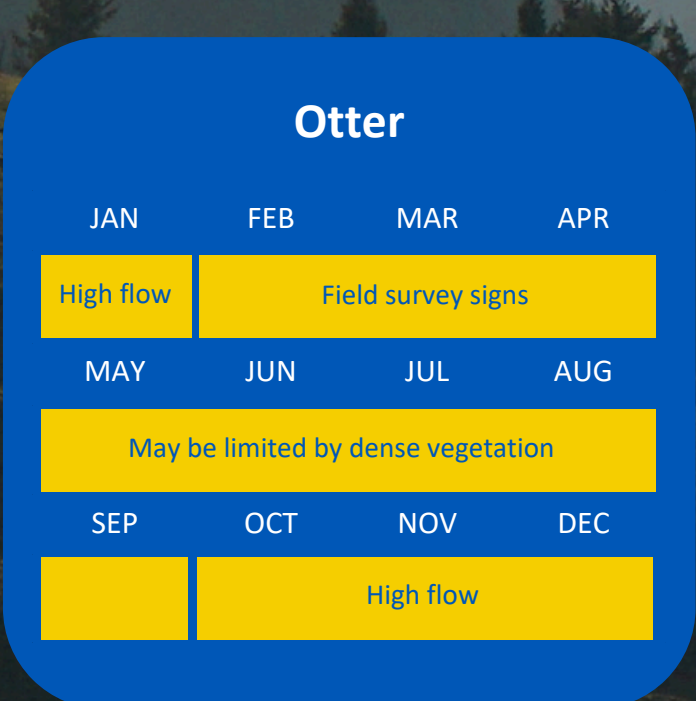 Otter
JAN FEB MAR APR
High flow Field survey signs
MAY JUN JUL AUG
May be limited by dense vegetation
SEP OCT NOV DEC
High flow